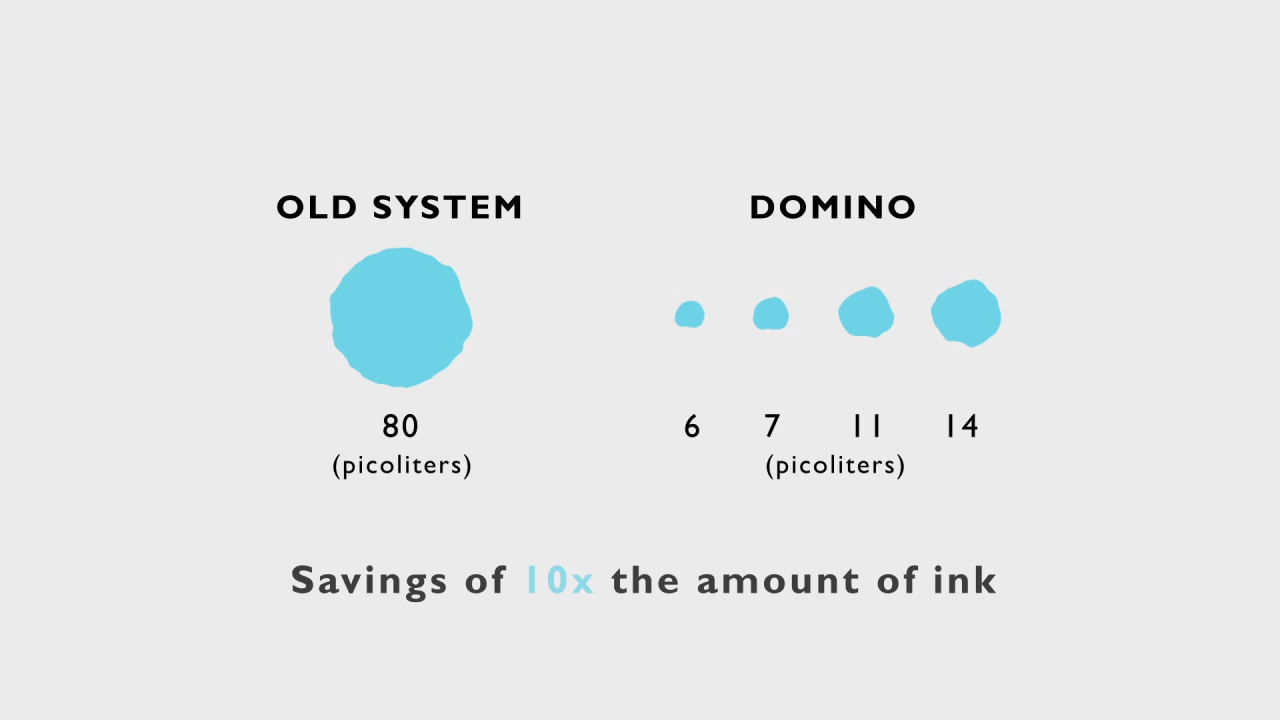 OLD SYSTEM
80
(picoliters)
DOMINO
6 7 11 14
(picoliters)
Savings of 10x the amount of ink